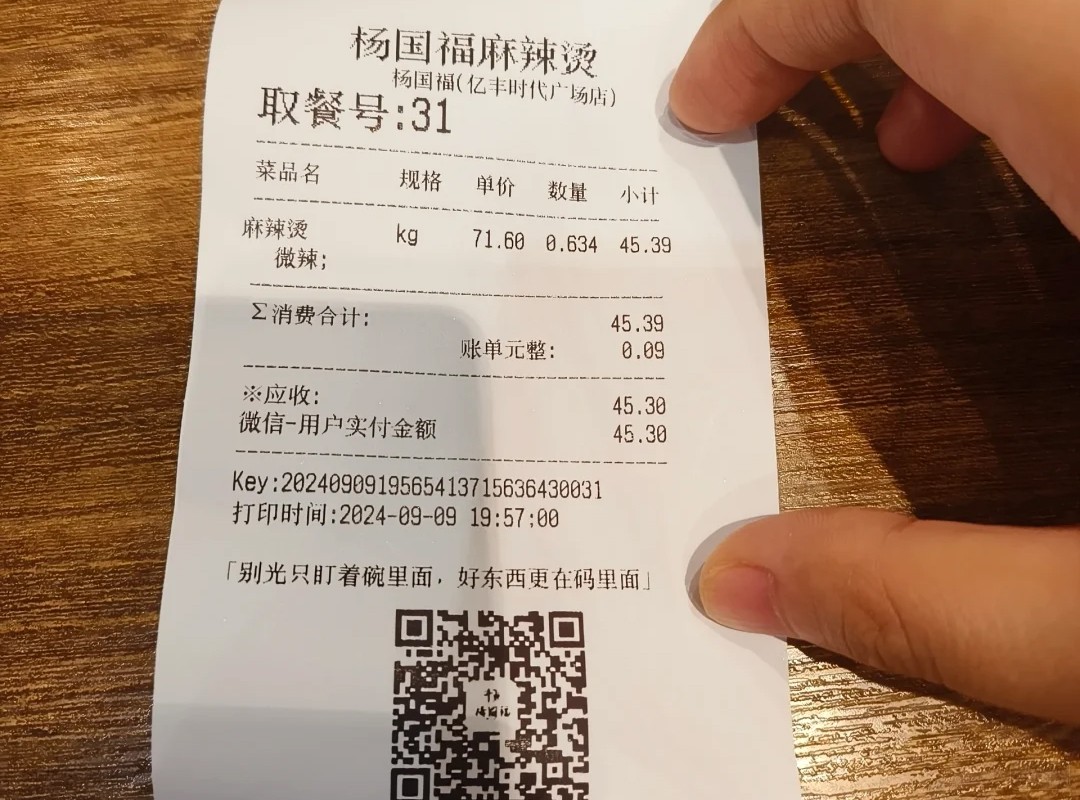 杨国福麻辣烫
杨国福(亿丰时代广场店)
取餐号:31
菜品名 规格 单价 数量 小计
麻辣烫 kg 71.60 0.634 45.39
微辣;
Σ消费合计: 45.39
账单元整: 0.09
※应收: 45.30
微信-用户实付金额 45.30
Key:2024090919565413715636430031
打印时间:2024-09-09 19:57:00
「别光只盯着碗里面，好东西更在码里面」